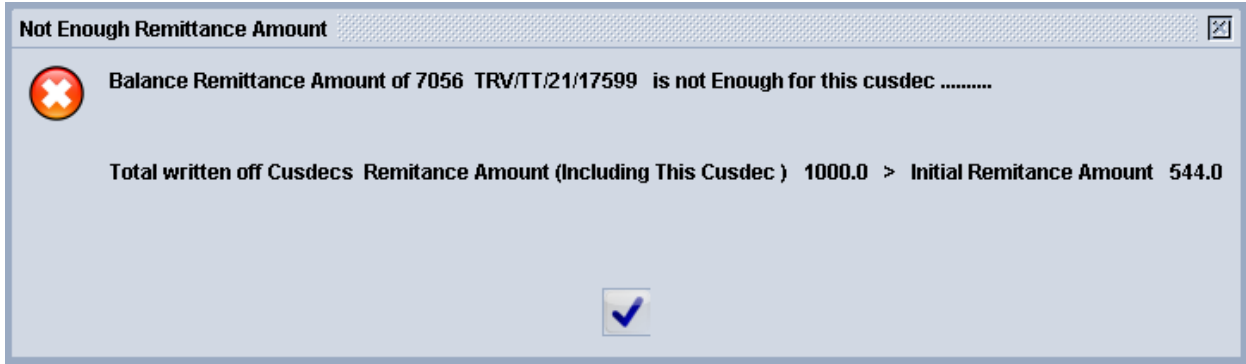 Not Enough Remittance Amount
Balance Remittance Amount of 7056 TRV/TT/21/17599 is not Enough for this cusdec ..........
Total written off Cusdecs Remitance Amount (Including This Cusdec ) 1000.0 > Initial Remitance Amount 544.0